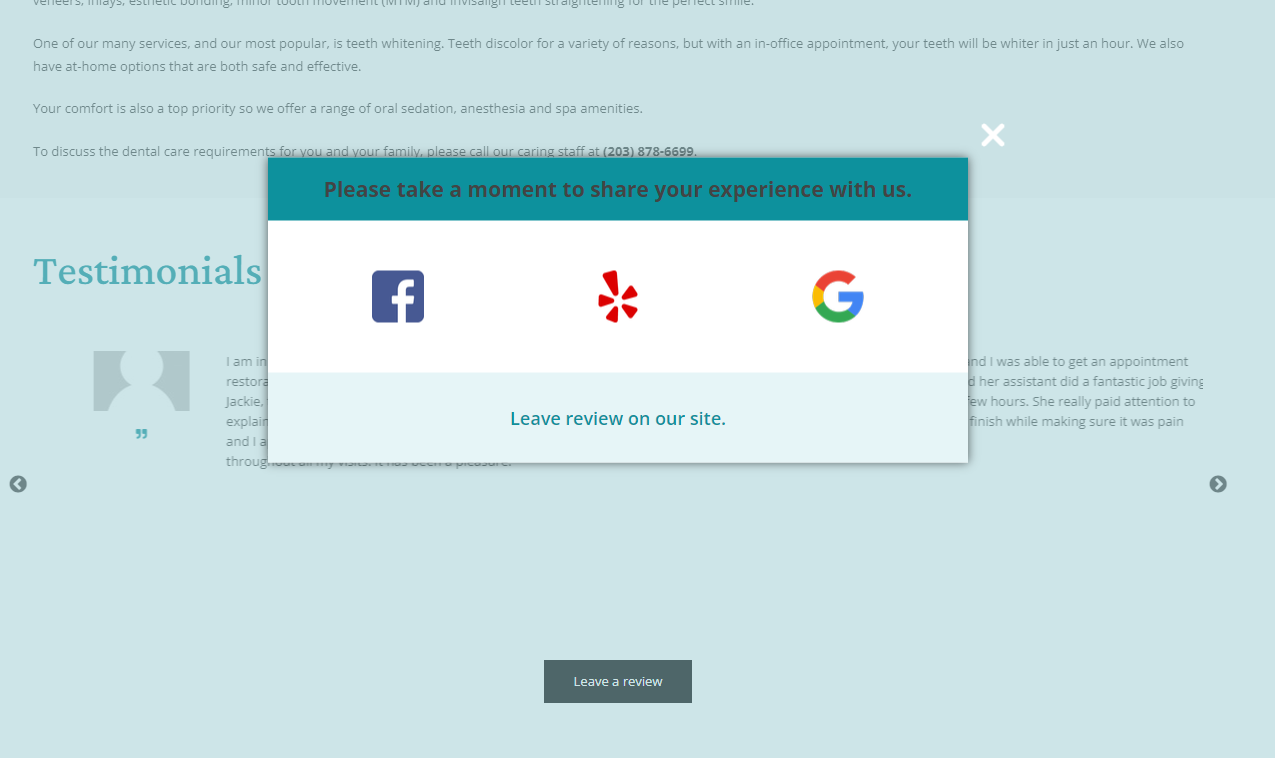 veneers, inlays, esthetic bonding, minor tooth movement (MTM) and Invisalign teeth straightening for the perfect smile.
One of our many services, and our most popular, is teeth whitening. Teeth discolor for a variety of reasons, but with an in-office appointment, your teeth will be whiter in just an hour. We also
have at-home options that are both safe and effective.
Your comfort is also a top priority so we offer a range of oral sedation, anesthesia and spa amenities.
To discuss the dental care requirements for you and your family, please call our caring staff at (203) 878-6699.
Please take a moment to share your experience with us.
Testimonials
I am in and I was able to get an appointment
her assistant did a fantastic job giving
Jackie, few hours. She really paid attention to
explain finish while making sure it was pain
and I a
throughout all my visits. It has been a pleasure.
Leave review on our site.
Leave a review